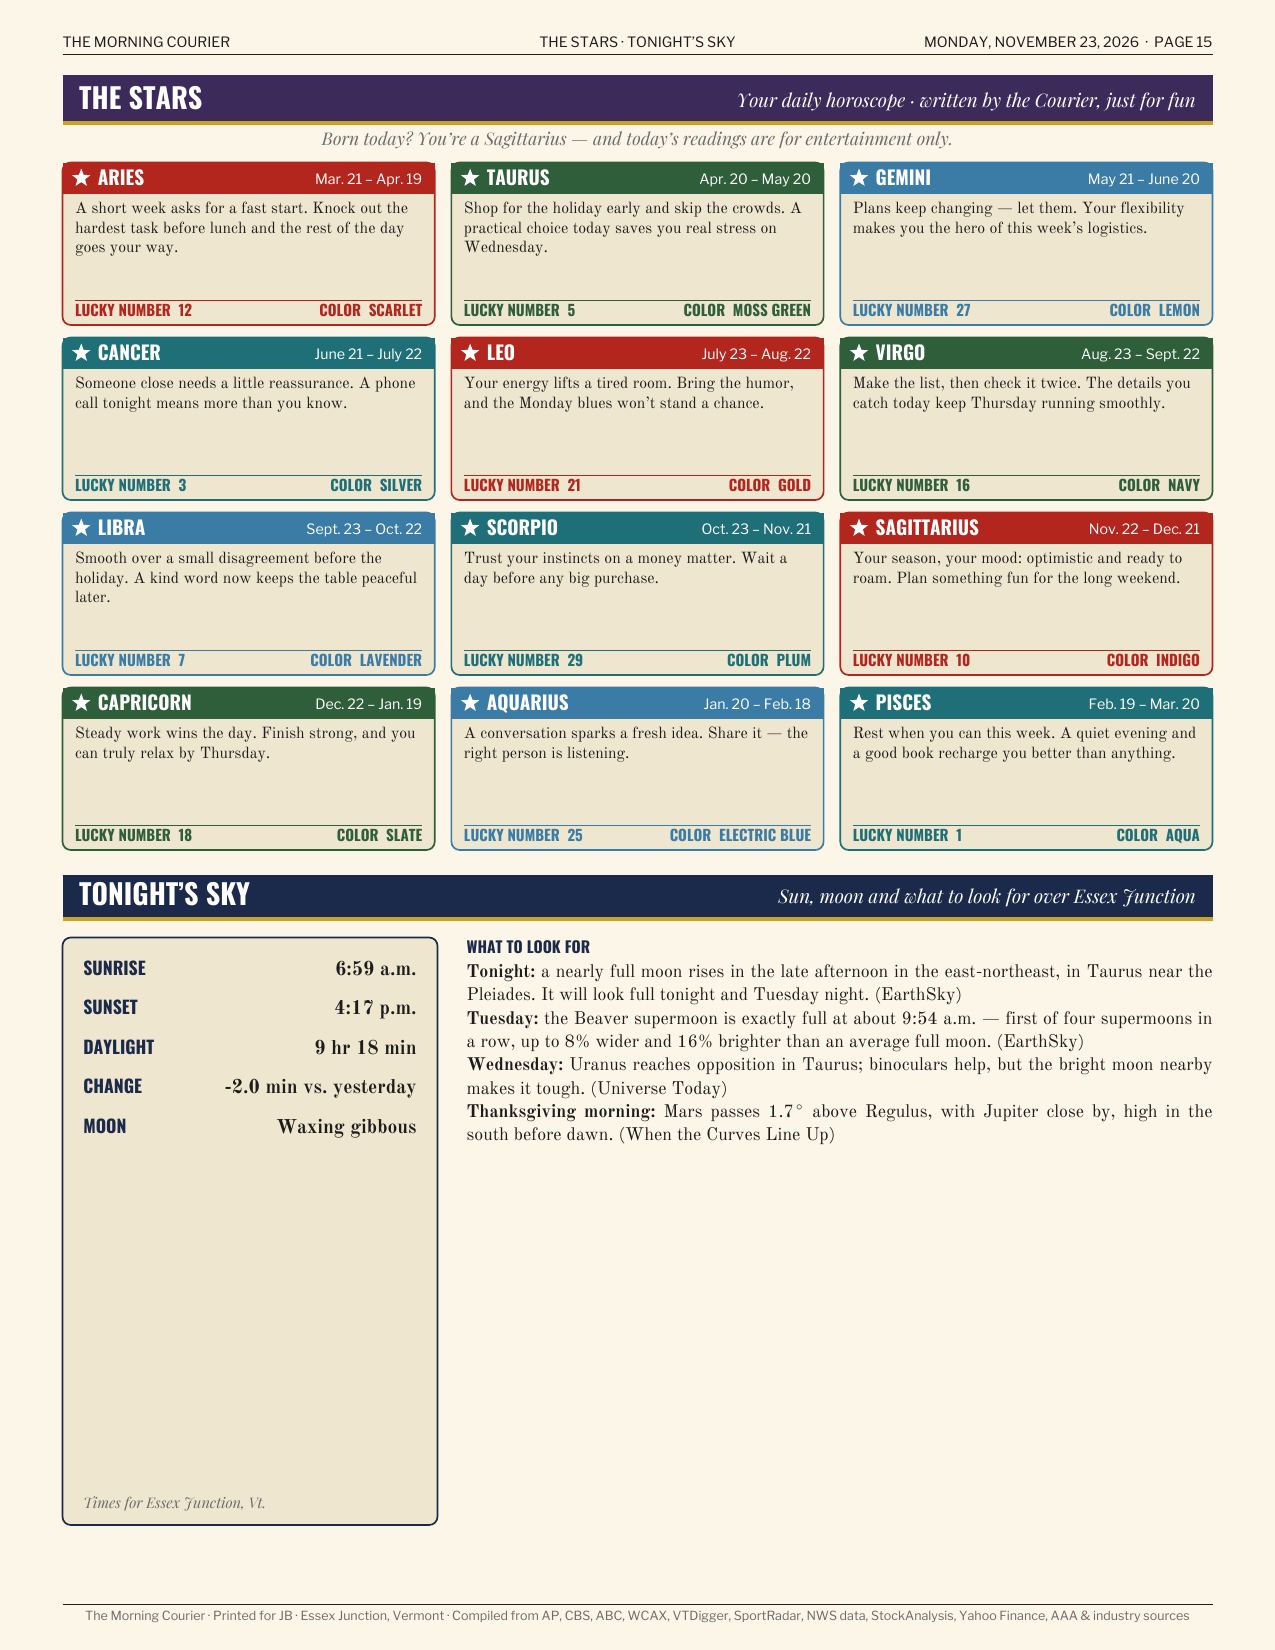 THE MORNING COURIER THE STARS · TONIGHT’S SKY MONDAY, NOVEMBER 23, 2026 · PAGE 15
THE STARS Your daily horoscope · written by the Courier, just for fun
Born today? You’re a Sagittarius — and today’s readings are for entertainment only.
★ ARIES Mar. 21 – Apr. 19
A short week asks for a fast start. Knock out the
hardest task before lunch and the rest of the day
goes your way.
LUCKY NUMBER 12 COLOR SCARLET
★ TAURUS Apr. 20 – May 20
Shop for the holiday early and skip the crowds. A
practical choice today saves you real stress on
Wednesday.
LUCKY NUMBER 5 COLOR MOSS GREEN
★ GEMINI May 21 – June 20
Plans keep changing — let them. Your flexibility
makes you the hero of this week’s logistics.
LUCKY NUMBER 27 COLOR LEMON
★ CANCER June 21 – July 22
Someone close needs a little reassurance. A phone
call tonight means more than you know.
LUCKY NUMBER 3 COLOR SILVER
★ LEO July 23 – Aug. 22
Your energy lifts a tired room. Bring the humor,
and the Monday blues won’t stand a chance.
LUCKY NUMBER 21 COLOR GOLD
★ VIRGO Aug. 23 – Sept. 22
Make the list, then check it twice. The details you
catch today keep Thursday running smoothly.
LUCKY NUMBER 16 COLOR NAVY
★ LIBRA Sept. 23 – Oct. 22
Smooth over a small disagreement before the
holiday. A kind word now keeps the table peaceful
later.
LUCKY NUMBER 7 COLOR LAVENDER
★ SCORPIO Oct. 23 – Nov. 21
Trust your instincts on a money matter. Wait a
day before any big purchase.
LUCKY NUMBER 29 COLOR PLUM
★ SAGITTARIUS Nov. 22 – Dec. 21
Your season, your mood: optimistic and ready to
roam. Plan something fun for the long weekend.
LUCKY NUMBER 10 COLOR INDIGO
★ CAPRICORN Dec. 22 – Jan. 19
Steady work wins the day. Finish strong, and you
can truly relax by Thursday.
LUCKY NUMBER 18 COLOR SLATE
★ AQUARIUS Jan. 20 – Feb. 18
A conversation sparks a fresh idea. Share it — the
right person is listening.
LUCKY NUMBER 25 COLOR ELECTRIC BLUE
★ PISCES Feb. 19 – Mar. 20
Rest when you can this week. A quiet evening and
a good book recharge you better than anything.
LUCKY NUMBER 1 COLOR AQUA
TONIGHT’S SKY Sun, moon and what to look for over Essex Junction
SUNRISE 6:59 a.m.
SUNSET 4:17 p.m.
DAYLIGHT 9 hr 18 min
CHANGE -2.0 min vs. yesterday
MOON Waxing gibbous
Times for Essex Junction, Vt.
WHAT TO LOOK FOR
Tonight: a nearly full moon rises in the late afternoon in the east-northeast, in Taurus near the
Pleiades. It will look full tonight and Tuesday night. (EarthSky)
Tuesday: the Beaver supermoon is exactly full at about 9:54 a.m. — first of four supermoons in
a row, up to 8% wider and 16% brighter than an average full moon. (EarthSky)
Wednesday: Uranus reaches opposition in Taurus; binoculars help, but the bright moon nearby
makes it tough. (Universe Today)
Thanksgiving morning: Mars passes 1.7° above Regulus, with Jupiter close by, high in the
south before dawn. (When the Curves Line Up)
The Morning Courier · Printed for JB · Essex Junction, Vermont · Compiled from AP, CBS, ABC, WCAX, VTDigger, SportRadar, NWS data, StockAnalysis, Yahoo Finance, AAA & industry sources